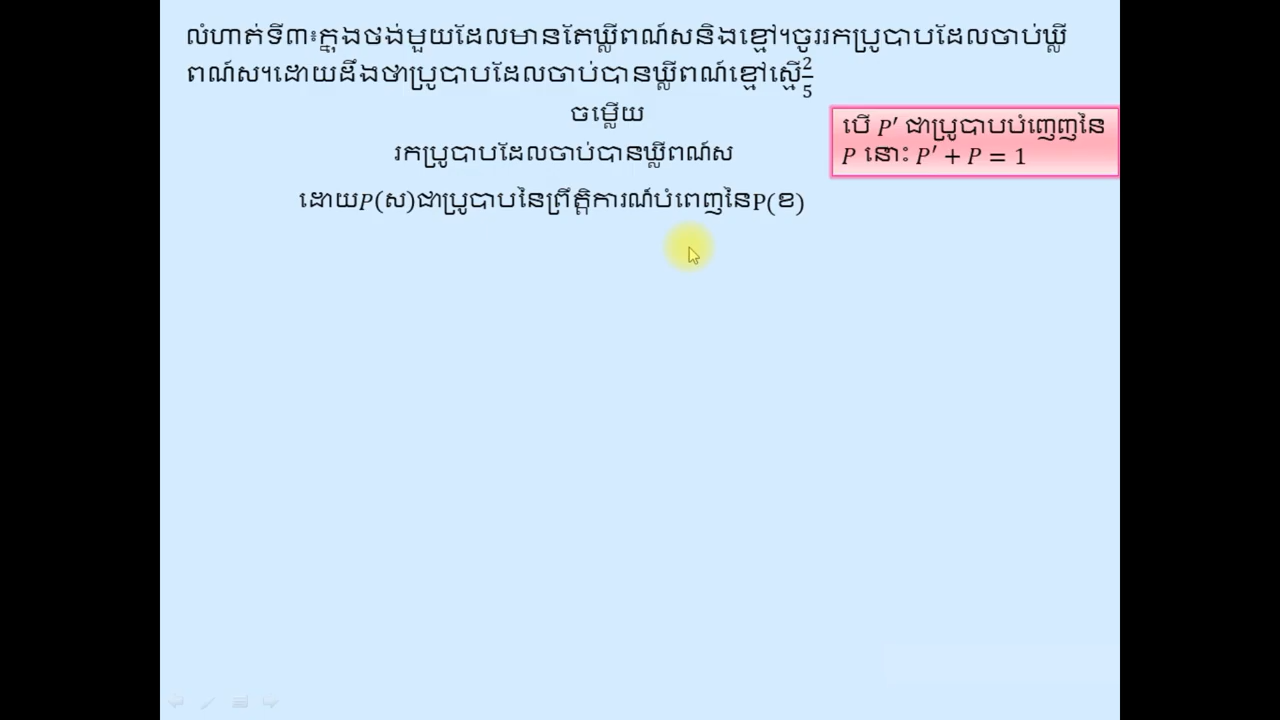 លំហាត់ទី៣៖ក្នុងថង់មួយដែលមានតែឃ្លីពណ៍សនិងខ្មៅ។ចូររកប្រូបាបដែលចាប់ឃ្លី
ពណ៍ស។ដោយដឹងថាប្រូបាបដែលចាប់បានឃ្លីពណ៍ខ្មៅស្មើ2/5
ចម្លើយ
រកប្រូបាបដែលចាប់បានឃ្លីពណ៍ស
បើ P′ ជាប្រូបាបបំញេញនៃ
P នោះ P′ + P = 1
ដោយP(ស)ជាប្រូបាបនៃព្រឹត្តិការណ៍បំពេញនៃP(ខ)